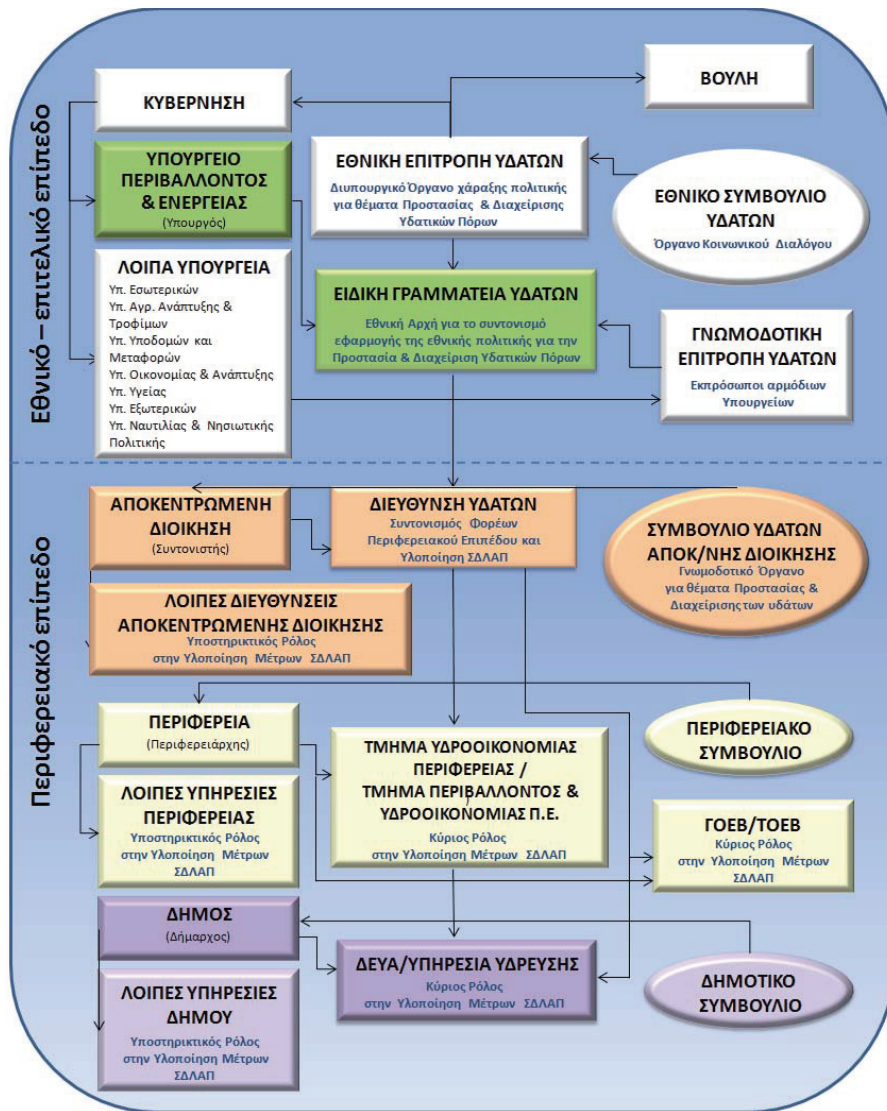 Εθνικό – επιτελικό επίπεδο
ΚΥΒΕΡΝΗΣΗ
ΒΟΥΛΗ
ΥΠΟΥΡΓΕΙΟ
ΠΕΡΙΒΑΛΛΟΝΤΟΣ
& ΕΝΕΡΓΕΙΑΣ
(Υπουργός)
ΕΘΝΙΚΗ ΕΠΙΤΡΟΠΗ ΥΔΑΤΩΝ
Διυπουργικό Όργανο χάραξης πολιτικής
για θέματα Προστασίας & Διαχείρισης
Υδατικών Πόρων
ΕΘΝΙΚΟ ΣΥΜΒΟΥΛΙΟ
ΥΔΑΤΩΝ
Όργανο Κοινωνικού Διαλόγου
ΛΟΙΠΑ ΥΠΟΥΡΓΕΙΑ
Υπ. Εσωτερικών
Υπ. Αγρ. Ανάπτυξης &
Τροφίμων
Υπ. Υποδομών και
Μεταφορών
Υπ. Οικονομίας & Ανάπτυξης
Υπ. Υγείας
Υπ. Εξωτερικών
Υπ. Ναυτιλίας & Νησιωτικής
Πολιτικής
ΕΙΔΙΚΗ ΓΡΑΜΜΑΤΕΙΑ ΥΔΑΤΩΝ
Εθνική Αρχή για το συντονισμό
εφαρμογής της εθνικής πολιτικής για την
Προστασία & Διαχείριση Υδατικών Πόρων
ΓΝΩΜΟΔΟΤΙΚΗ
ΕΠΙΤΡΟΠΗ ΥΔΑΤΩΝ
Εκπρόσωποι αρμόδιων
Υπουργείων
Περιφερειακό επίπεδο
ΑΠΟΚΕΝΤΡΩΜΕΝΗ
ΔΙΟΙΚΗΣΗ
(Συντονιστής)
ΔΙΕΥΘΥΝΣΗ ΥΔΑΤΩΝ
Συντονισμός Φορέων
Περιφερειακού Επιπέδου και
Υλοποίηση ΣΔΛΑΠ
ΣΥΜΒΟΥΛΙΟ ΥΔΑΤΩΝ
ΑΠΟΚ/ΝΗΣ ΔΙΟΙΚΗΣΗΣ
Γνωμοδοτικό Όργανο
για θέματα Προστασίας &
Διαχείρισης των υδάτων
ΛΟΙΠΕΣ ΔΙΕΥΘΥΝΣΕΙΣ
ΑΠΟΚΕΝΤΡΩΜΕΝΗΣ ΔΙΟΙΚΗΣΗΣ
Υποστηρικτικός Ρόλος
στην Υλοποίηση Μέτρων ΣΔΛΑΠ
ΠΕΡΙΦΕΡΕΙΑ
(Περιφερειάρχης)
ΤΜΗΜΑ ΥΔΡΟΟΙΚΟΝΟΜΙΑΣ
ΠΕΡΙΦΕΡΕΙΑΣ /
ΤΜΗΜΑ ΠΕΡΙΒΑΛΛΟΝΤΟΣ &
ΥΔΡΟΟΙΚΟΝΟΜΙΑΣ Π.Ε.
Κύριος Ρόλος
στην Υλοποίηση Μέτρων ΣΔΛΑΠ
ΠΕΡΙΦΕΡΕΙΑΚΟ
ΣΥΜΒΟΥΛΙΟ
ΛΟΙΠΕΣ ΥΠΗΡΕΣΙΕΣ
ΠΕΡΙΦΕΡΕΙΑΣ
Υποστηρικτικός Ρόλος
στην Υλοποίηση Μέτρων
ΣΔΛΑΠ
ΓΟΕΒ/ΤΟΕΒ
Κύριος Ρόλος
στην Υλοποίηση Μέτρων
ΣΔΛΑΠ
ΔΗΜΟΣ
(Δήμαρχος)
ΔΕΥΑ/ΥΠΗΡΕΣΙΑ ΥΔΡΕΥΣΗΣ
Κύριος Ρόλος
στην Υλοποίηση Μέτρων ΣΔΛΑΠ
ΔΗΜΟΤΙΚΟ
ΣΥΜΒΟΥΛΙΟ
ΛΟΙΠΕΣ ΥΠΗΡΕΣΙΕΣ
ΔΗΜΟΥ
Υποστηρικτικός Ρόλος
στην Υλοποίηση Μέτρων
ΣΔΛΑΠ